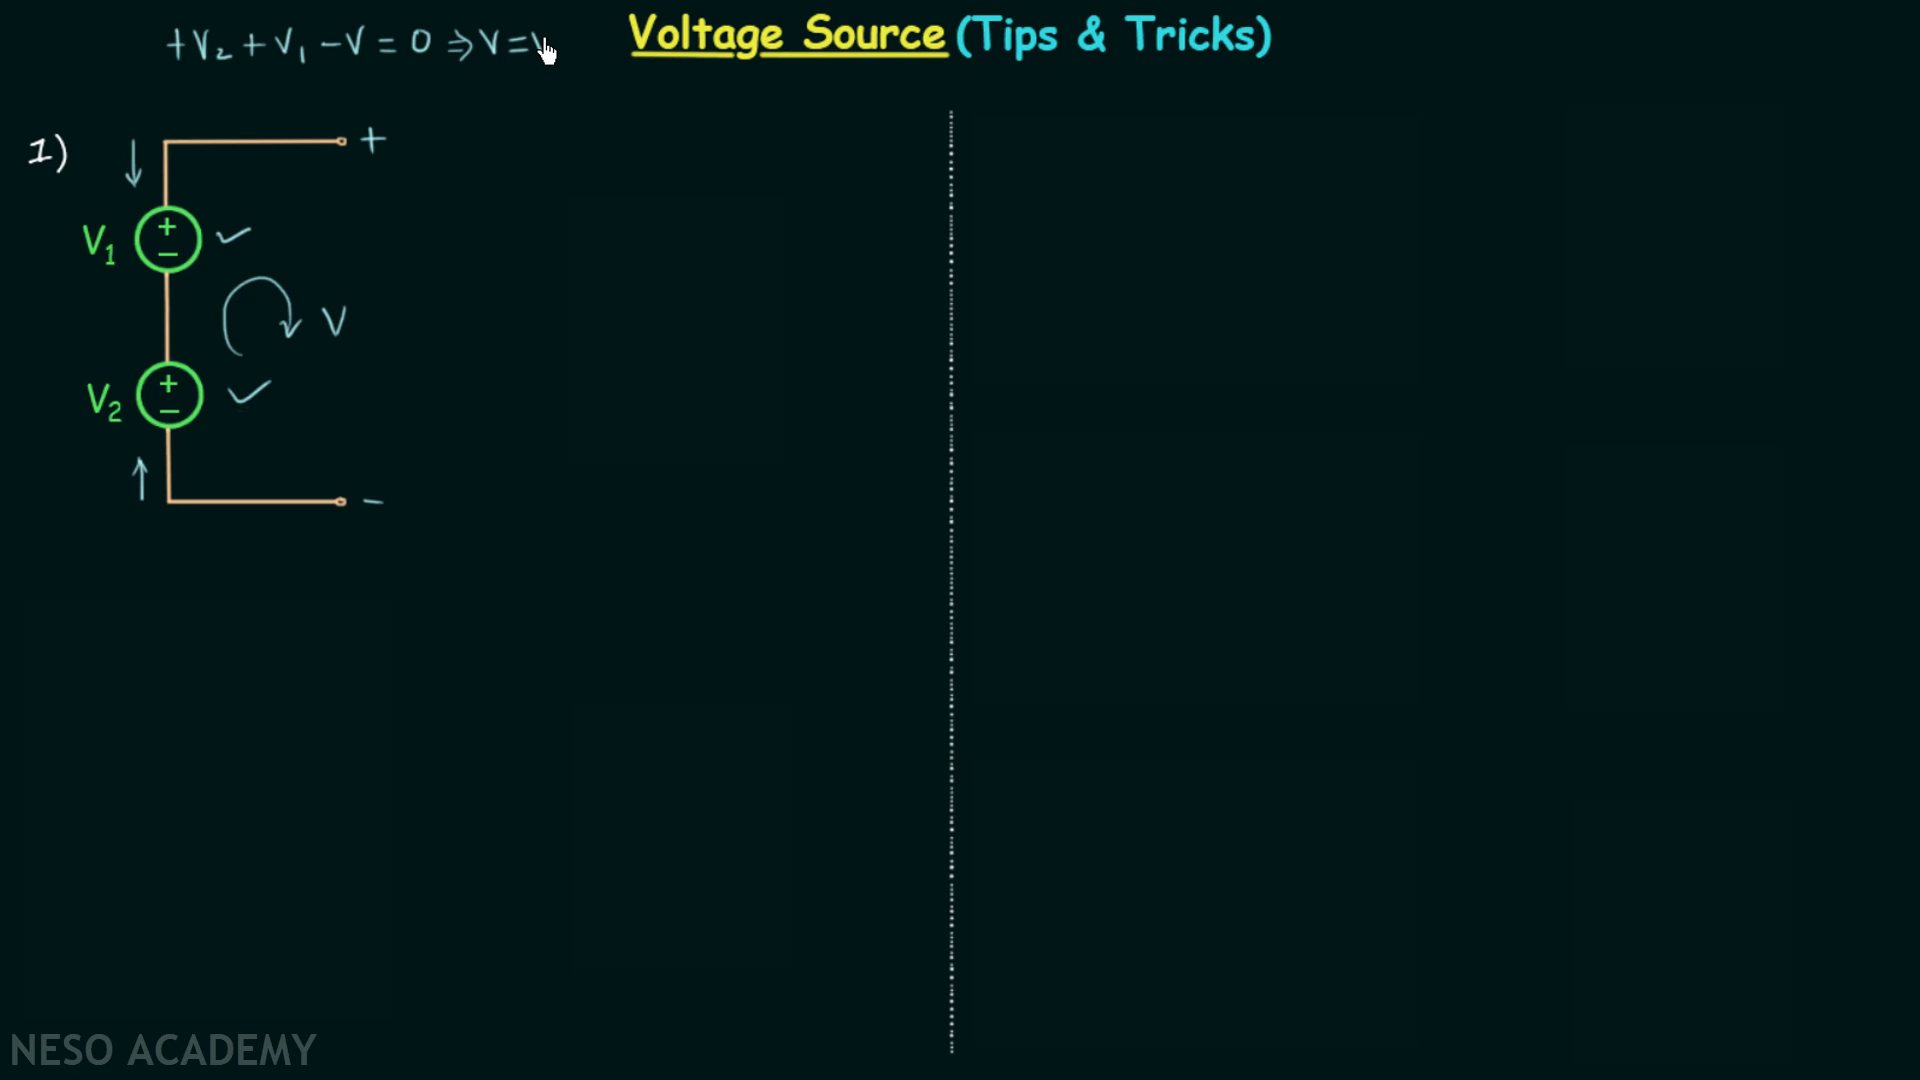 +V₂ + V₁ - V = 0 ⇒ V = V
Voltage Source (Tips & Tricks)
1)
+
V₁
+
-
V
V₂
+
-
-
NESO ACADEMY